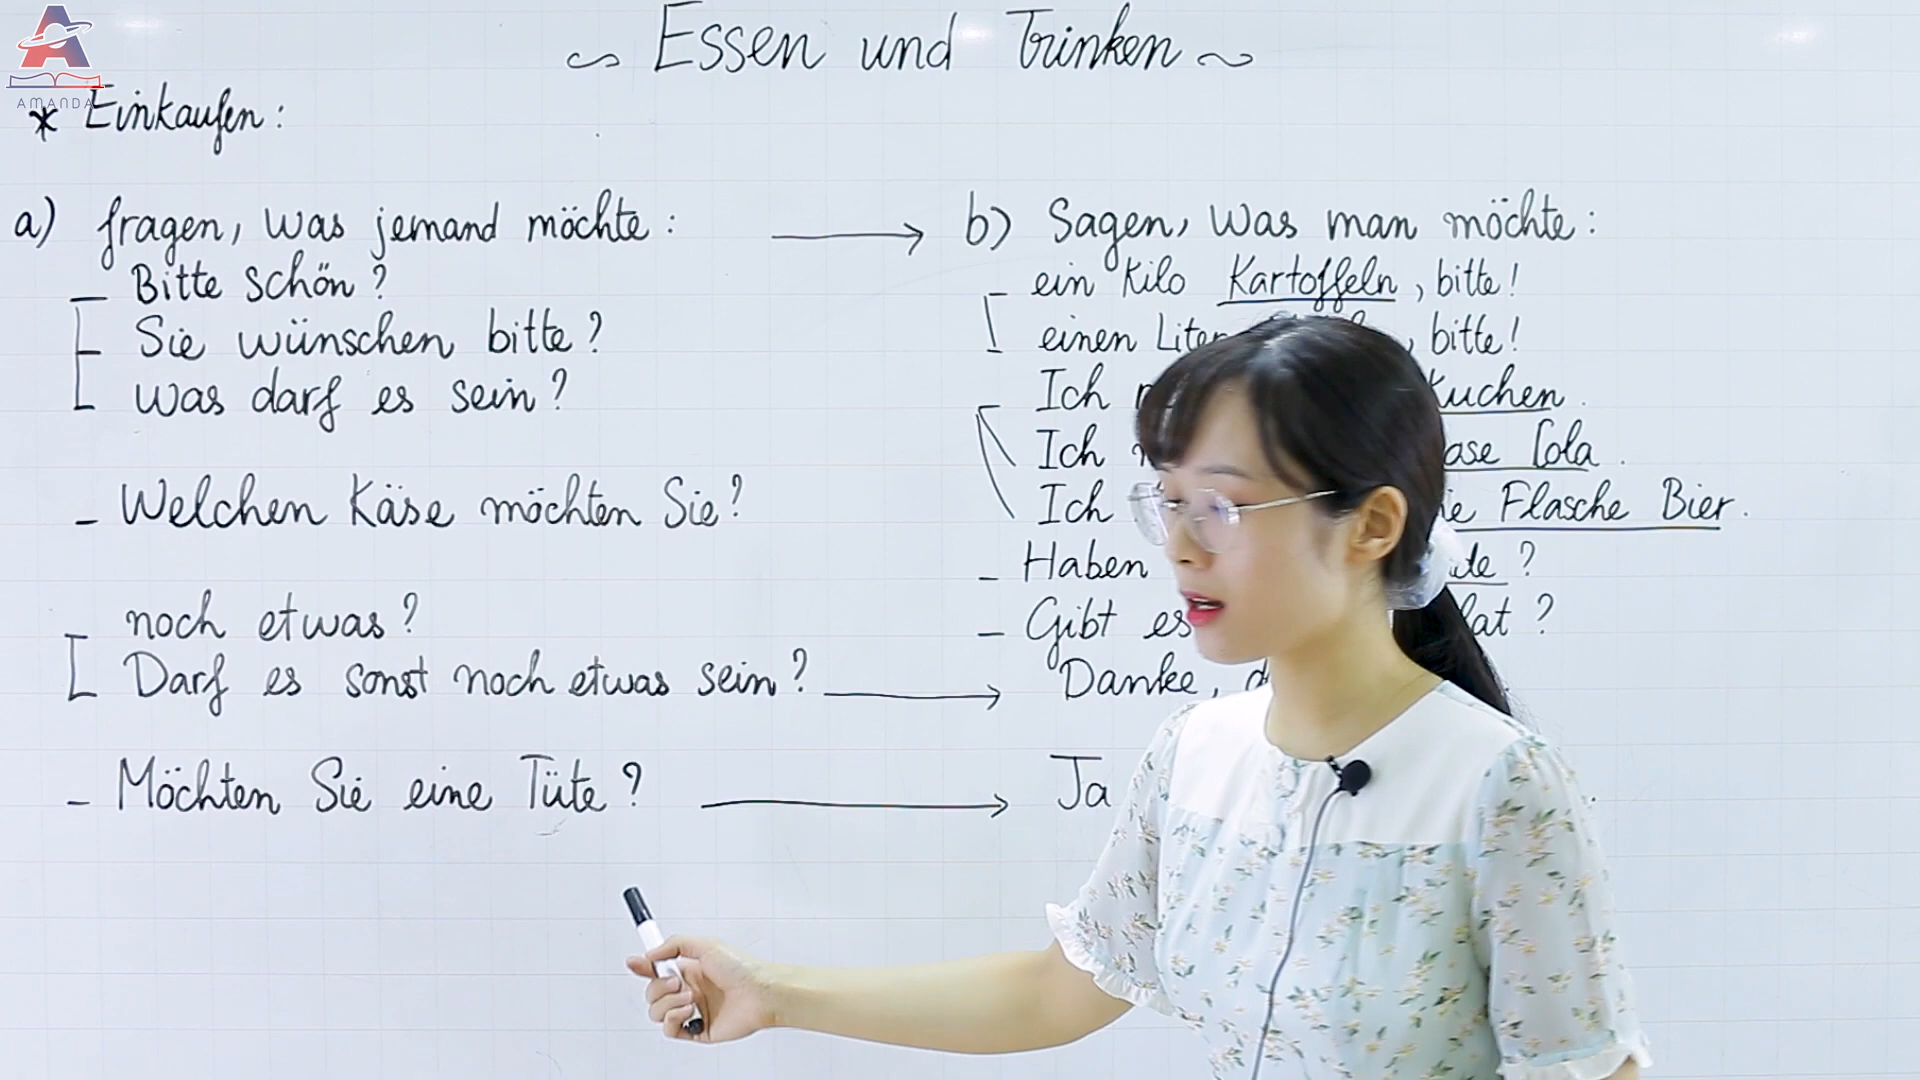 AMANDA
~ Essen und Trinken ~
* Einkaufen:
a) fragen, was jemand möchte:
Bitte schön?
Sie wünschen bitte?
Was darf es sein?
- Welchen Käse möchten Sie?
noch etwas?
Darf es sonst noch etwas sein?
- Möchten Sie eine Tüte?
b) Sagen, was man möchte:
- ein Kilo Kartoffeln, bitte!
einen Liter , bitte!
Ich Kuchen.
Ich Cola.
Ich Flasche Bier.
- Haben ?
- Gibt es ?
Danke,
Ja